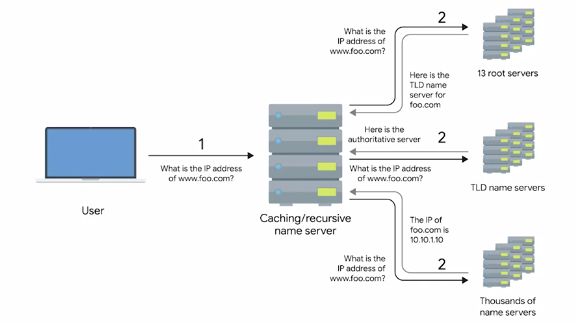 2
What is the
IP address of
www.foo.com?
Here is the
TLD name
server for
foo.com
13 root servers
1
What is the IP address
of www.foo.com?
User
Caching/recursive
name server
Here is the
authoritative server
2
What is the IP address
of www.foo.com?
TLD name servers
The IP of
foo.com is
10.10.1.10
What is the
IP address of
www.foo.com?
2
Thousands of
name servers